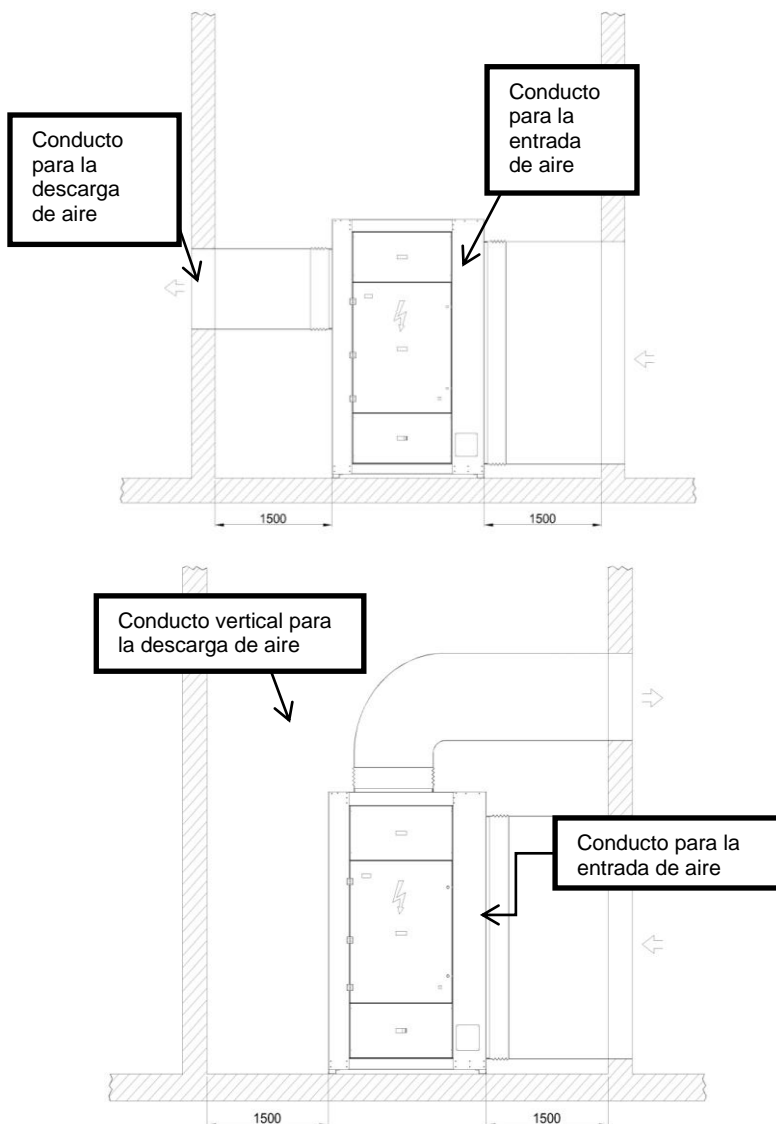 Conducto
para la
entrada
de aire
Conducto
para la
descarga
de aire
1500
1500
Conducto vertical para
la descarga de aire
Conducto para la
entrada de aire
1500
1500